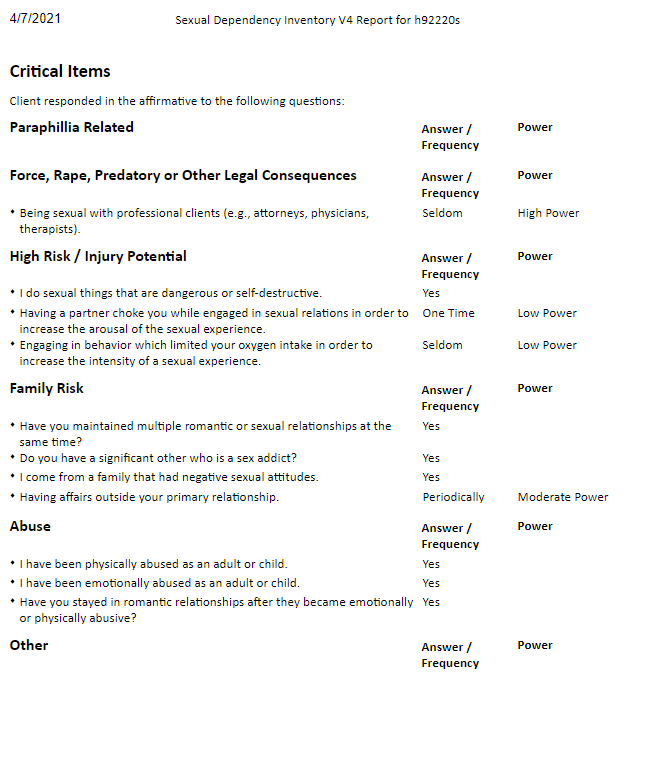 4/7/2021 Sexual Dependency Inventory V4 Report for h92220s
Critical Items
Client responded in the affirmative to the following questions:
Paraphillia Related Answer / Power
Frequency
Force, Rape, Predatory or Other Legal Consequences Answer / Power
Frequency
• Being sexual with professional clients (e.g., attorneys, physicians, Seldom High Power
therapists).
High Risk / Injury Potential Answer / Power
Frequency
• I do sexual things that are dangerous or self-destructive. Yes
• Having a partner choke you while engaged in sexual relations in order to One Time Low Power
increase the arousal of the sexual experience.
• Engaging in behavior which limited your oxygen intake in order to Seldom Low Power
increase the intensity of a sexual experience.
Family Risk Answer / Power
Frequency
• Have you maintained multiple romantic or sexual relationships at the Yes
same time?
• Do you have a significant other who is a sex addict? Yes
• I come from a family that had negative sexual attitudes. Yes
• Having affairs outside your primary relationship. Periodically Moderate Power
Abuse Answer / Power
Frequency
• I have been physically abused as an adult or child. Yes
• I have been emotionally abused as an adult or child. Yes
• Have you stayed in romantic relationships after they became emotionally Yes
or physically abusive?
Other Answer / Power
Frequency